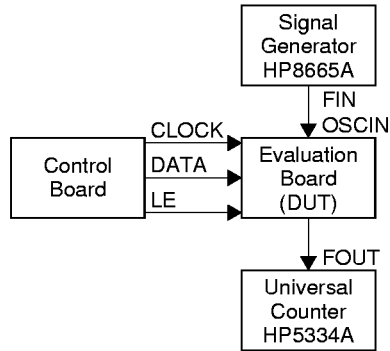 Signal
Generator
HP8665A
FIN
OSCIN
CLOCK
DATA
LE
Control
Board
Evaluation
Board
(DUT)
FOUT
Universal
Counter
HP5334A